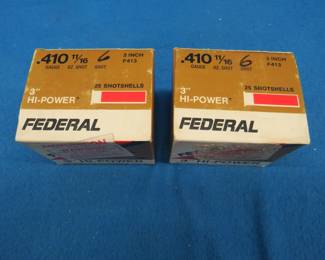 .410 11/16 6 3 INCH
GAUGE OZ. SHOT SHOT F413
25 SHOTSHELLS
3"
HI-POWER
FEDERAL
.410 11/16 6 3 INCH
GAUGE OZ. SHOT F413
25 SHOTSHELLS
3"
HI-POWER
FEDERAL